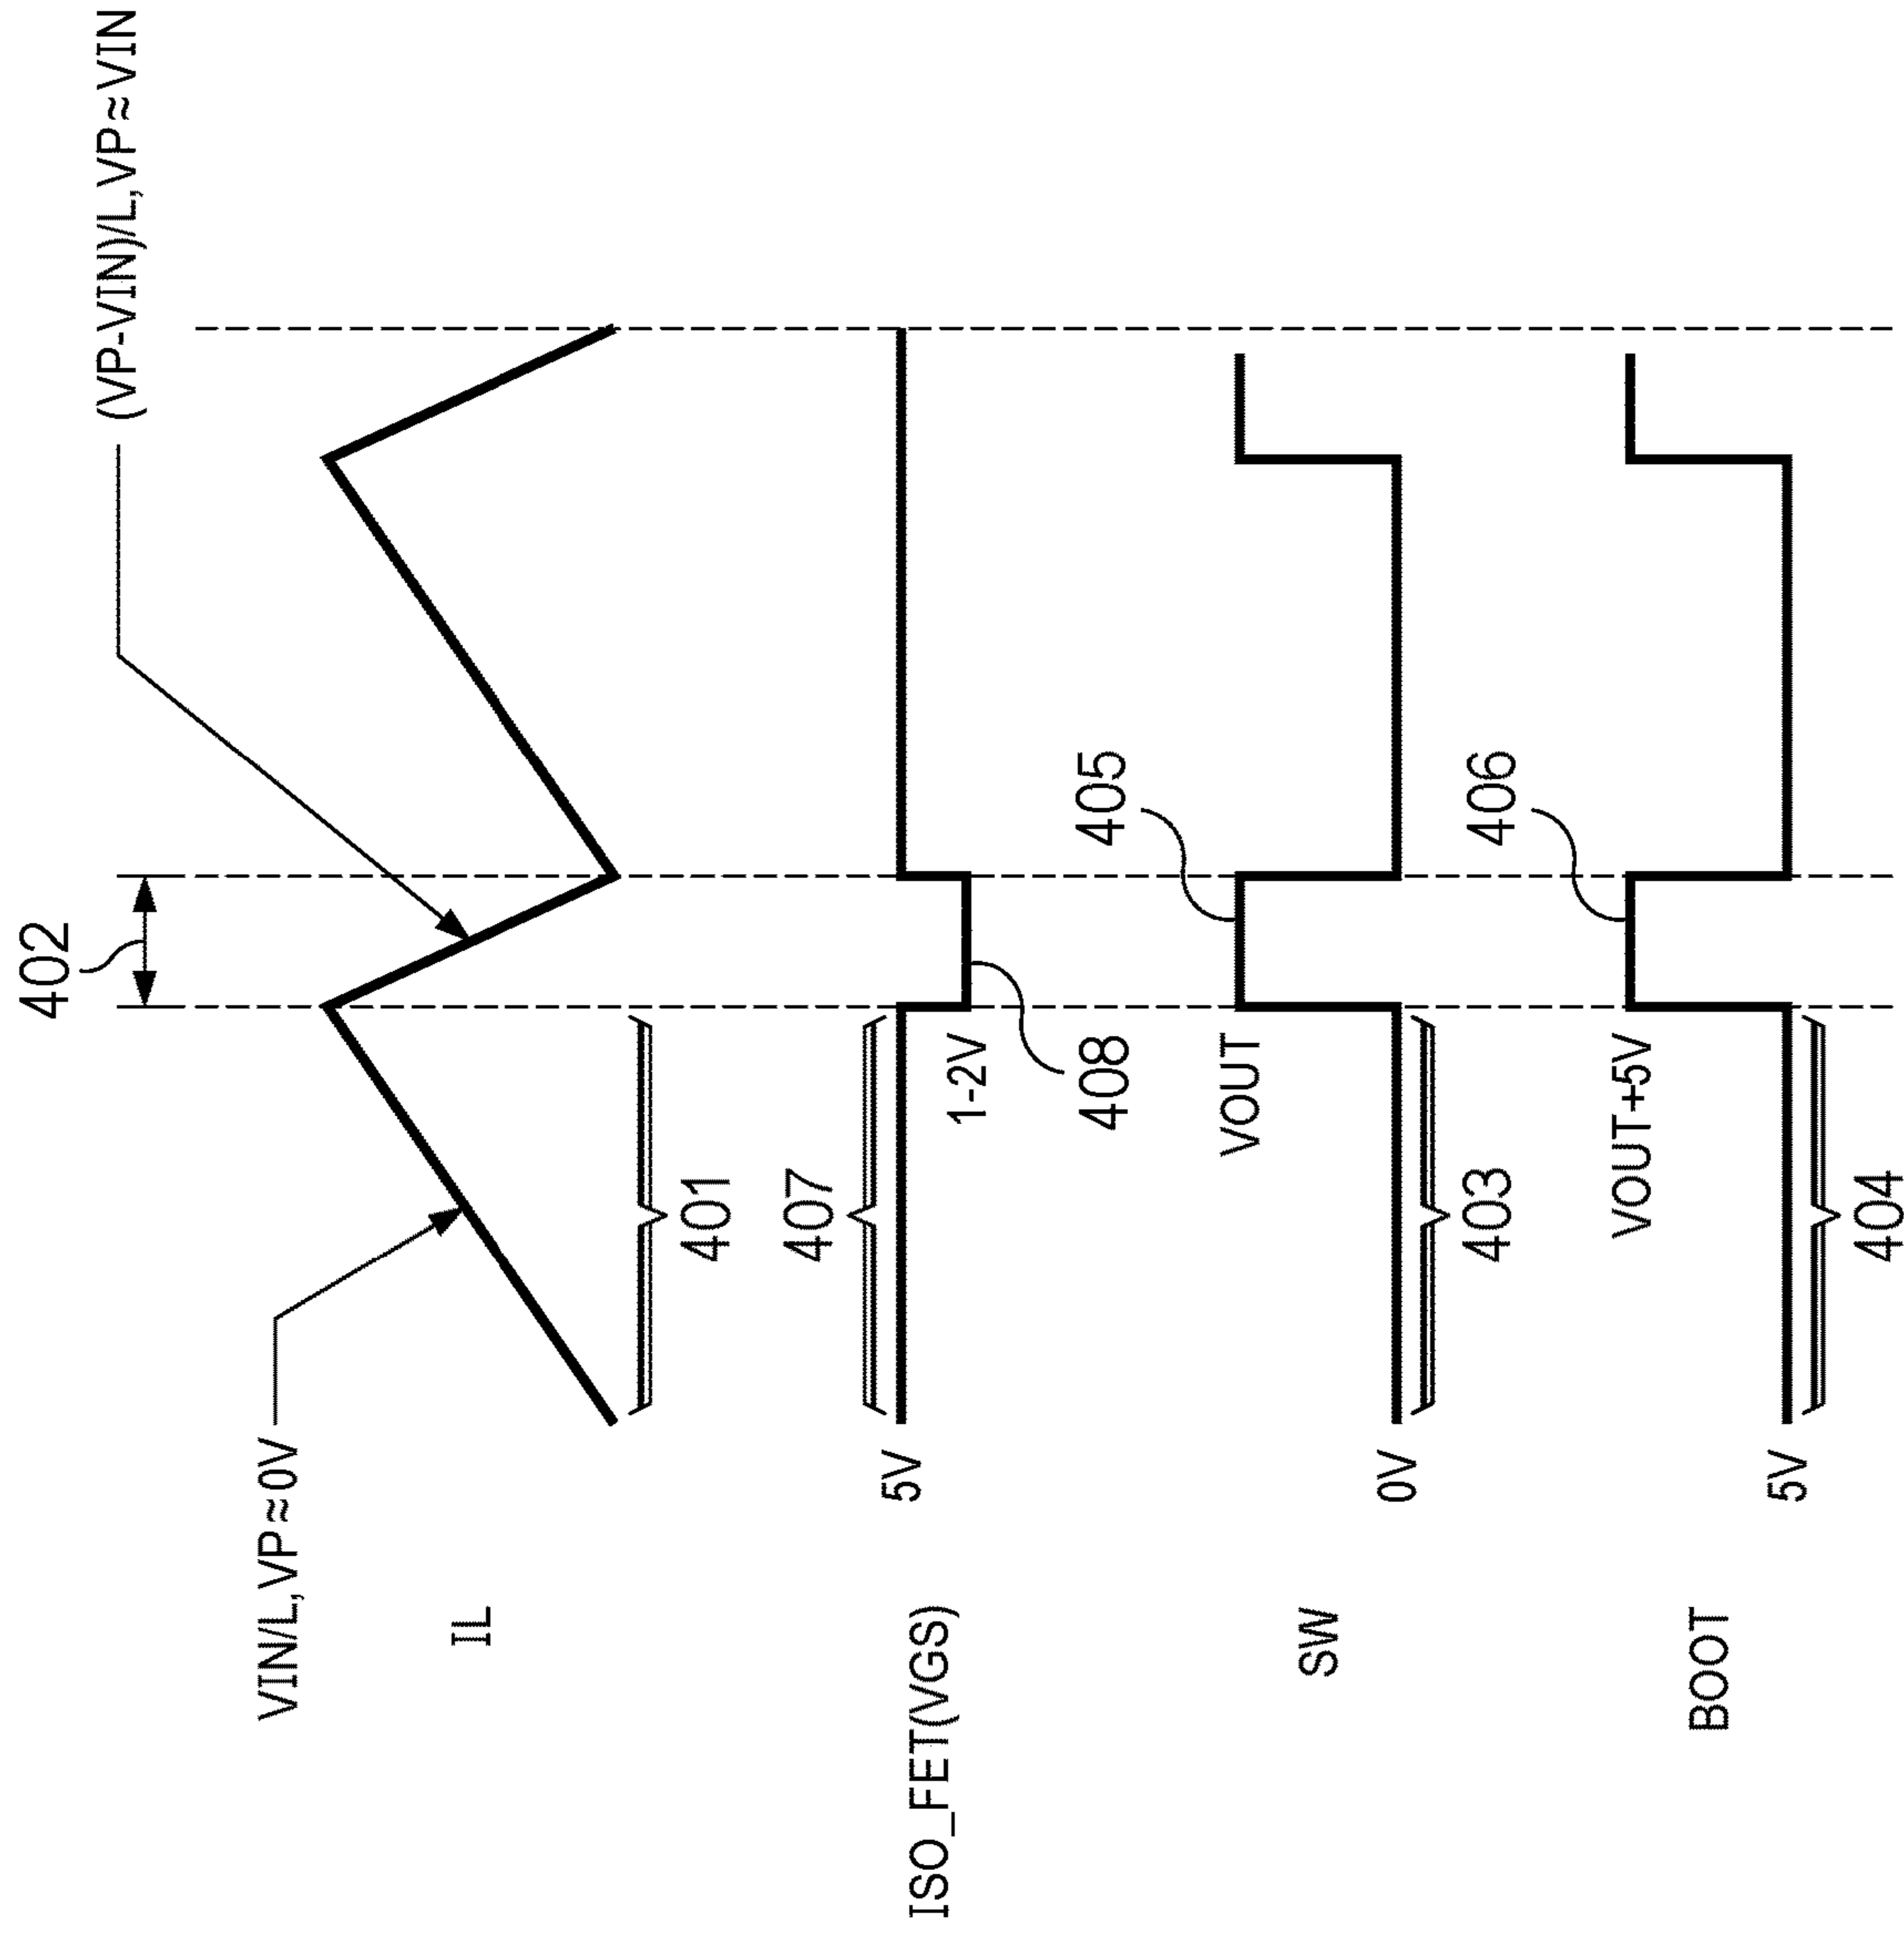 402
(VP-VIN)/L,VP≈VIN
VIN/L,VP≈0V
IL
401
407
ISO_FET(VGS)
5V
1-2V
408
405
VOUT
SW
0V
403
406
VOUT+5V
BOOT
5V
404